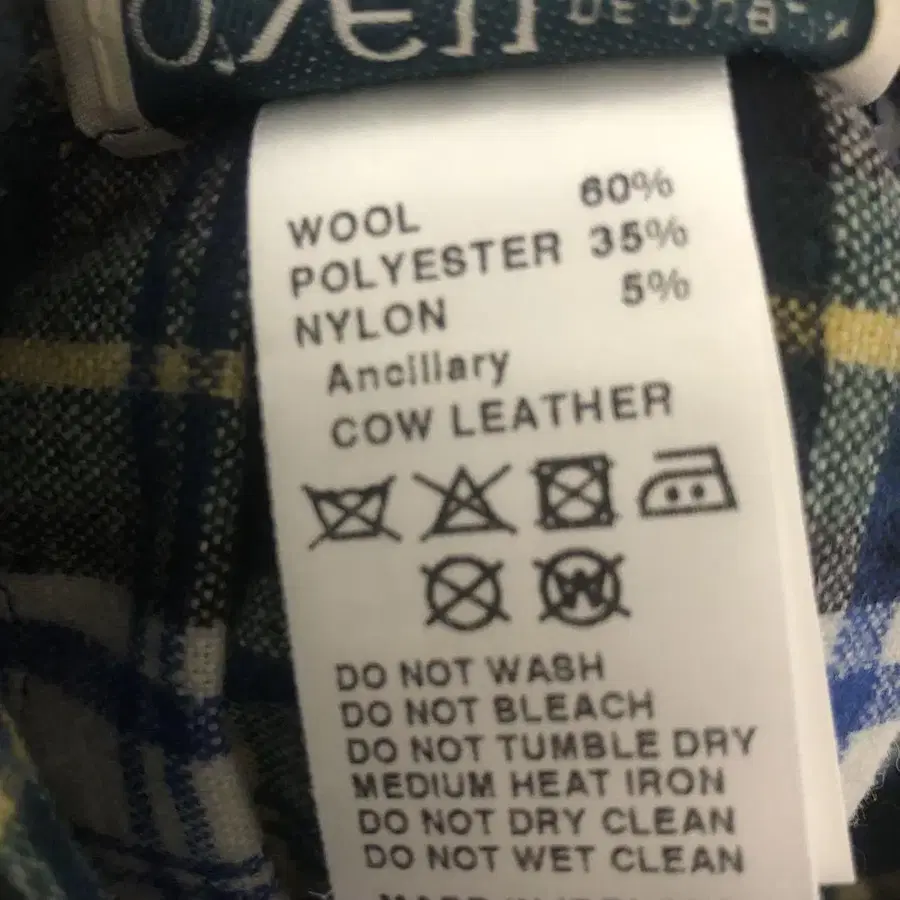 WOOL 60%
POLYESTER 35%
NYLON 5%
Ancillary
COW LEATHER
W
DO NOT WASH
DO NOT BLEACH
DO NOT TUMBLE DRY
MEDIUM HEAT IRON
DO NOT DRY CLEAN
DO NOT WET CLEAN